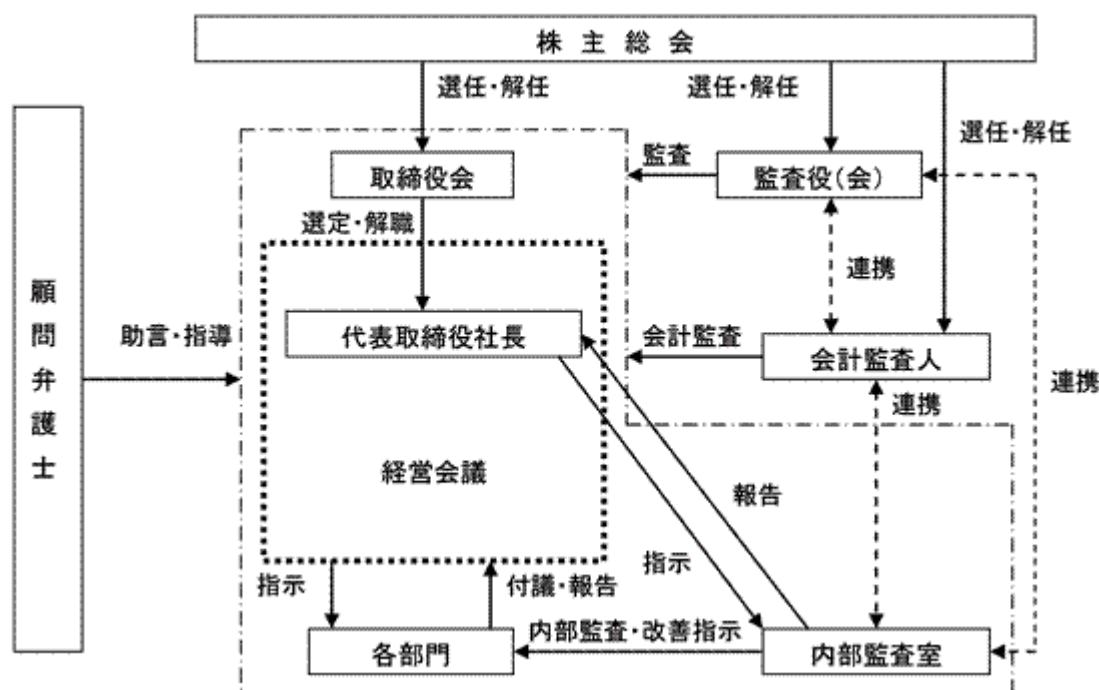 株主総会
選任・解任
選任・解任
選任・解任
取締役会
監査
監査役(会)
選定・解職
連携
顧問弁護士
助言・指導
代表取締役社長
会計監査
会計監査人
連携
連携
経営会議
報告
指示
指示
付議・報告
内部監査・改善指示
各部門
内部監査室